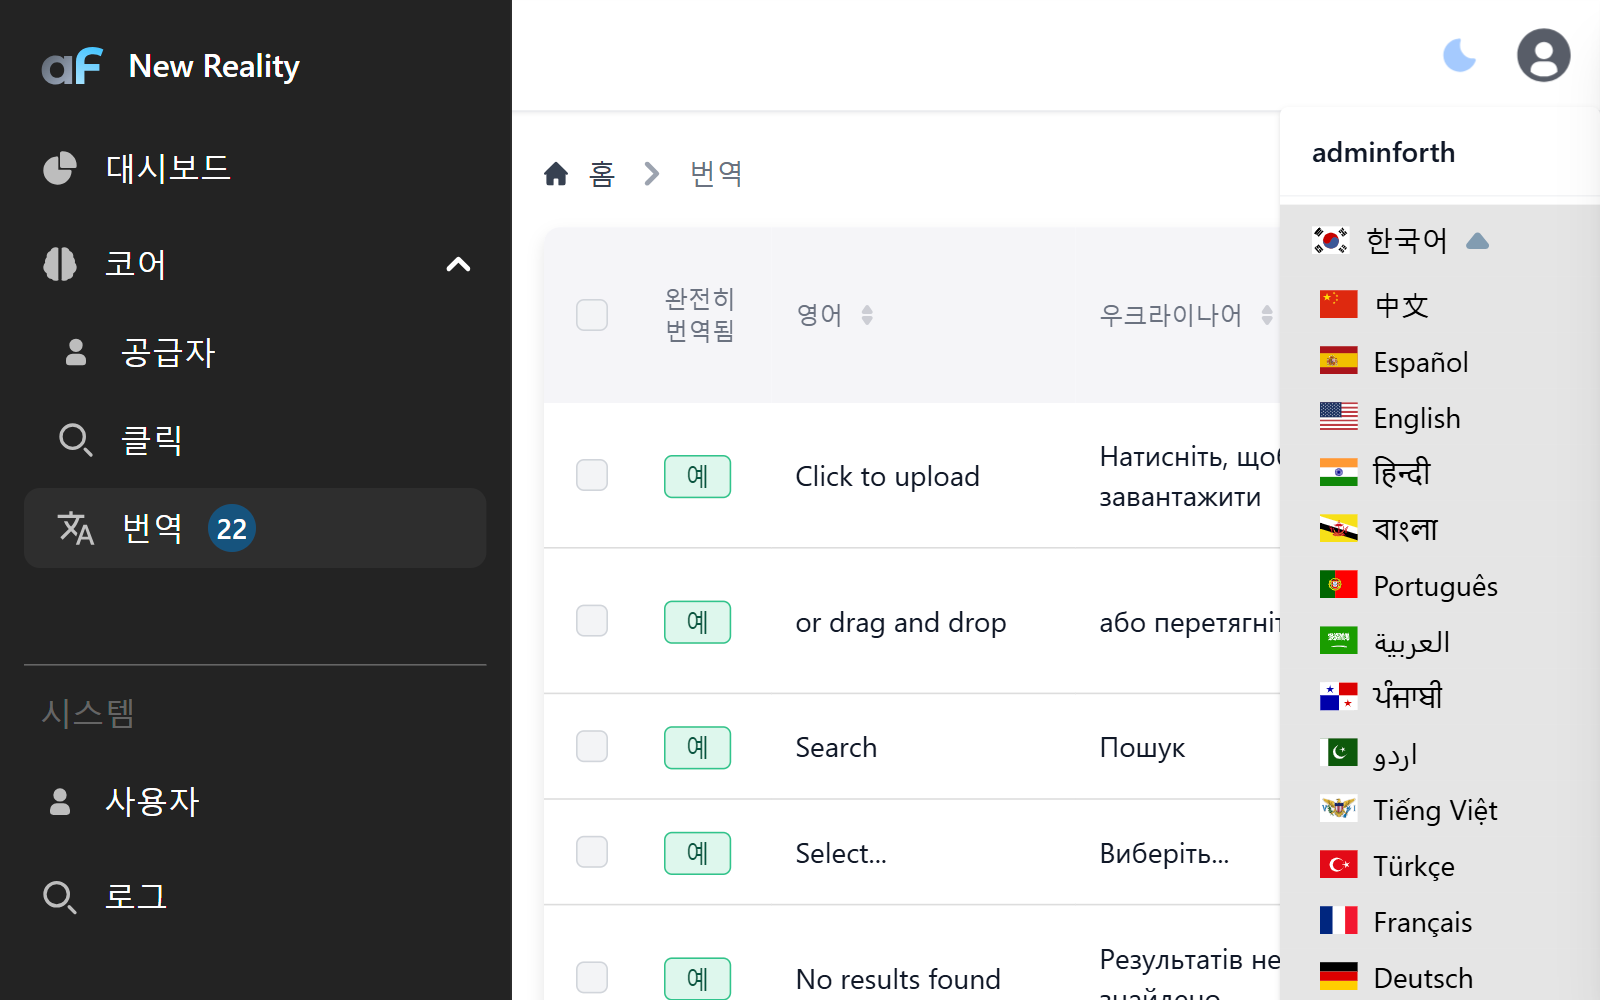 aF New Reality
대시보드
코어
공급자
클릭
번역 22
시스템
사용자
로그
홈 번역
완전히
번역됨
영어
우크라이나어
예
Click to upload
Натисніть, щоб
завантажити
예
or drag and drop
або перетягніт
예
Search
Пошук
예
Select...
Виберіть...
예
No results found
Результатів не
знайдено
adminforth
한국어
中文
Español
English
हिन्दी
বাংলা
Português
العربية
ਪੰਜਾਬੀ
اردو
Tiếng Việt
Türkçe
Français
Deutsch